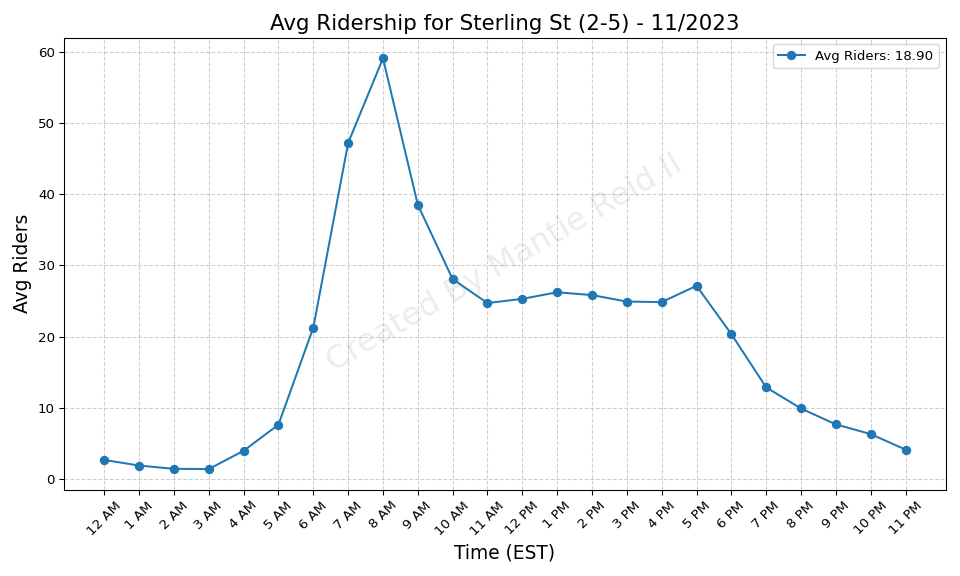 Avg Ridership for Sterling St (2-5) - 11/2023
Avg Riders: 18.90
Avg Riders
60
50
40
30
20
10
0
Created By Mantie Reid II
12 AM
1 AM
2 AM
3 AM
4 AM
5 AM
6 AM
7 AM
8 AM
9 AM
10 AM
11 AM
12 PM
1 PM
2 PM
3 PM
4 PM
5 PM
6 PM
7 PM
8 PM
9 PM
10 PM
11 PM
Time (EST)